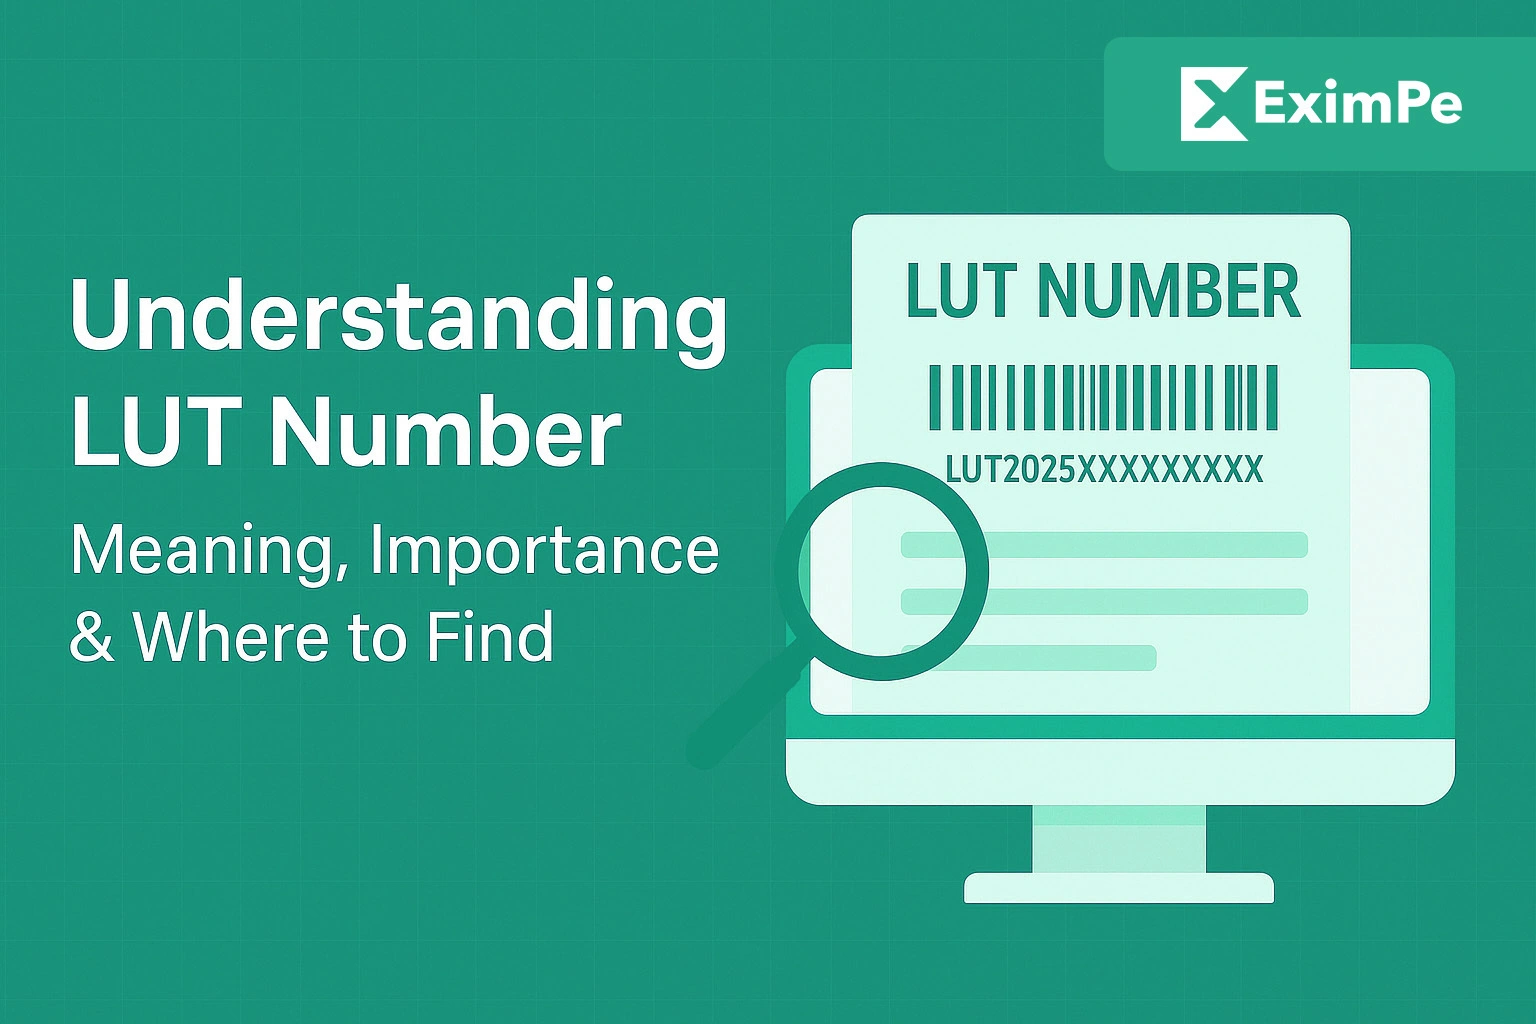 EximPe
Understanding
LUT Number
Meaning, Importance
& Where to Find
LUT NUMBER
LUT2025XXXXXXXXX